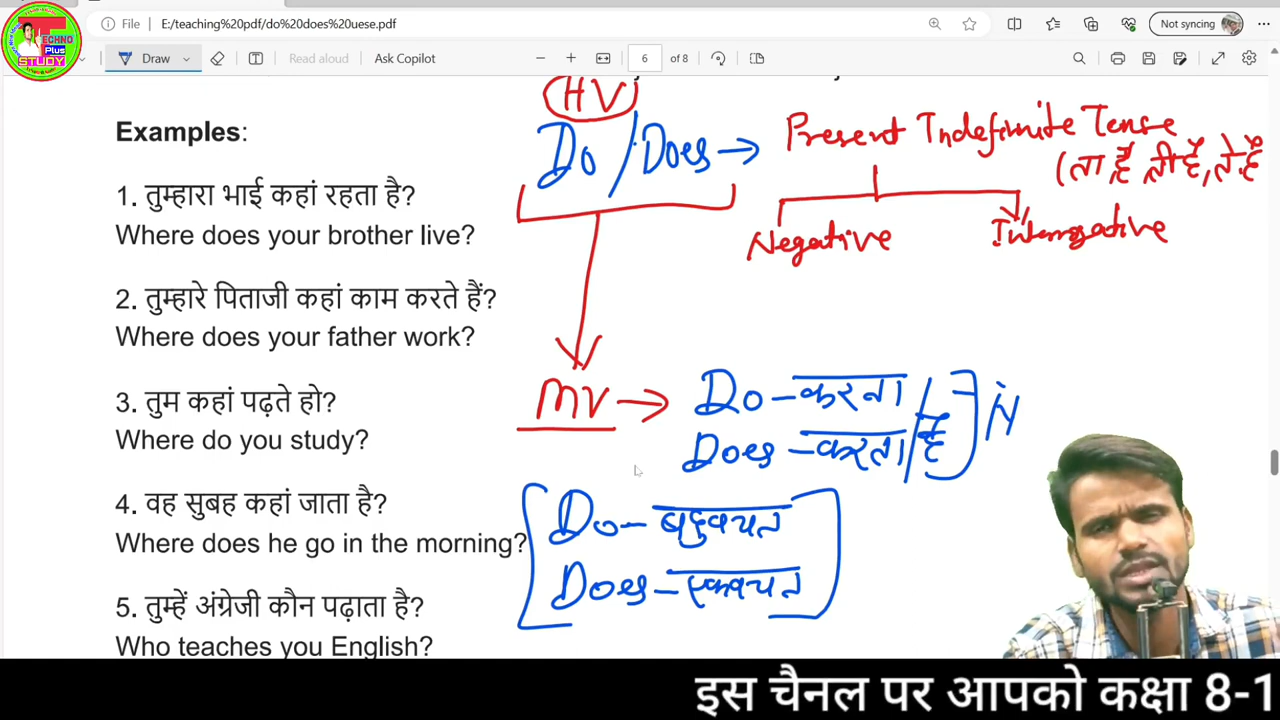 TECHNO
Plus
STUDY
File
E:/teaching%20pdf/do%20does%20uese.pdf
Not syncing
Draw
Read aloud
Ask Copilot
6
of 8
HV
Do / Does → Present Indefinite Tense
(ता है, ती है, ते हैं
Negative
Interrogative
Examples:
1. तुम्हारा भाई कहां रहता है?
Where does your brother live?
2. तुम्हारे पिताजी कहां काम करते हैं?
Where does your father work?
3. तुम कहां पढ़ते हो?
Where do you study?
4. वह सुबह कहां जाता है?
Where does he go in the morning?
5. तुम्हें अंग्रेजी कौन पढ़ाता है?
Who teaches you English?
MV → Do – करना
Does – करता / है
Do – बहुवचन
Does – एकवचन
इस चैनल पर आपको कक्षा 8-1